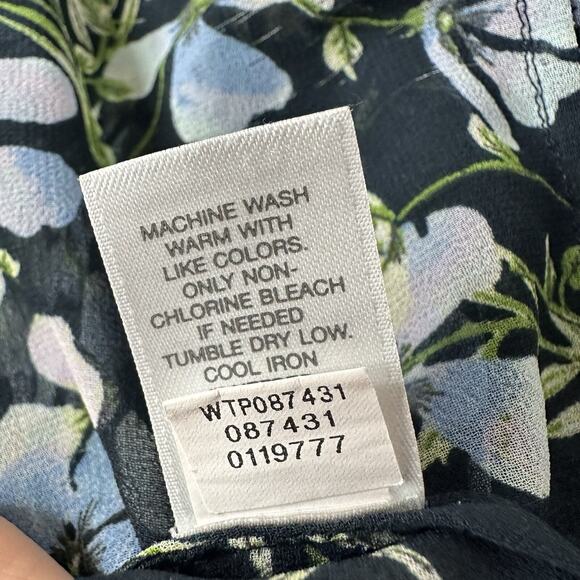 MACHINE WASH
WARM WITH
LIKE COLORS.
ONLY NON-
CHLORINE BLEACH
IF NEEDED
TUMBLE DRY LOW.
COOL IRON
WTP087431
087431
0119777